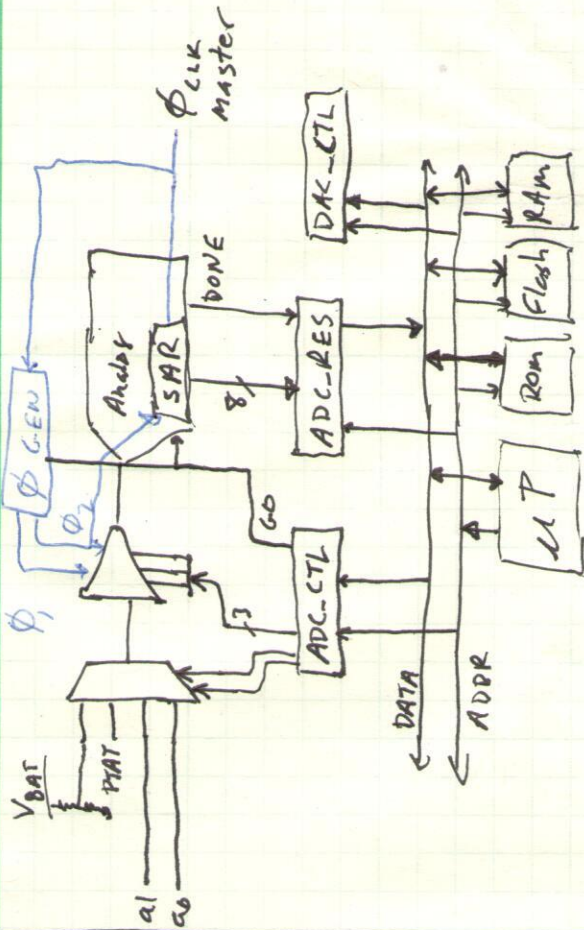 ϕ GEN
ϕ1
ϕ2
ϕCLK
MASTER
VBAT
PTAT
a1
a0
Analog
SAR
8
DONE
GO
3
ADC_CTL
ADC_RES
DAC_CTL
DATA
ADDR
μP
ROM
Flash
RAM